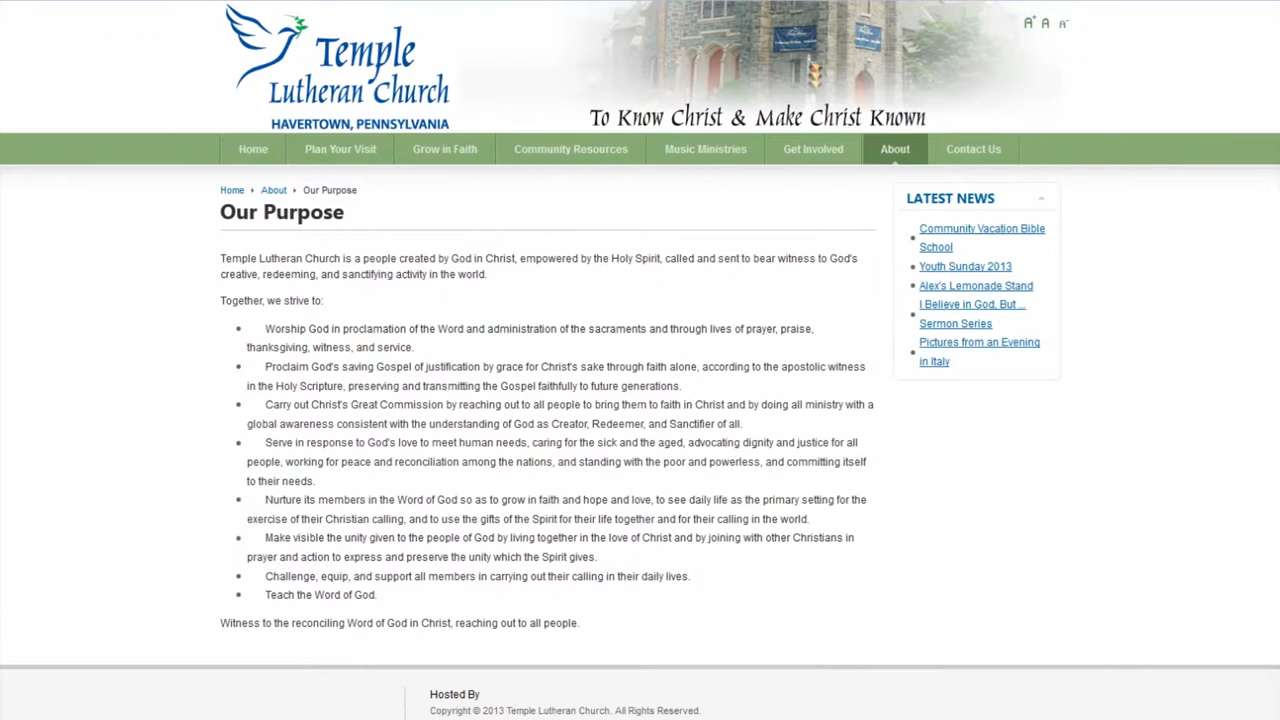 Temple
Lutheran Church
HAVERTOWN, PENNSYLVANIA
To Know Christ & Make Christ Known
A+ A A-
Home Plan Your Visit Grow in Faith Community Resources Music Ministries Get Involved About Contact Us
Home About Our Purpose
Our Purpose
Temple Lutheran Church is a people created by God in Christ, empowered by the Holy Spirit, called and sent to bear witness to God's
creative, redeeming, and sanctifying activity in the world.
Together, we strive to:
Worship God in proclamation of the Word and administration of the sacraments and through lives of prayer, praise,
thanksgiving, witness, and service.
Proclaim God's saving Gospel of justification by grace for Christ's sake through faith alone, according to the apostolic witness
in the Holy Scripture, preserving and transmitting the Gospel faithfully to future generations.
Carry out Christ's Great Commission by reaching out to all people to bring them to faith in Christ and by doing all ministry with a
global awareness consistent with the understanding of God as Creator, Redeemer, and Sanctifier of all.
Serve in response to God's love to meet human needs, caring for the sick and the aged, advocating dignity and justice for all
people, working for peace and reconciliation among the nations, and standing with the poor and powerless, and committing itself
to their needs.
Nurture its members in the Word of God so as to grow in faith and hope and love, to see daily life as the primary setting for the
exercise of their Christian calling, and to use the gifts of the Spirit for their life together and for their calling in the world.
Make visible the unity given to the people of God by living together in the love of Christ and by joining with other Christians in
prayer and action to express and preserve the unity which the Spirit gives.
Challenge, equip, and support all members in carrying out their calling in their daily lives.
Teach the Word of God.
Witness to the reconciling Word of God in Christ, reaching out to all people.
LATEST NEWS
Community Vacation Bible
School
Youth Sunday 2013
Alex's Lemonade Stand
I Believe in God, But ...
Sermon Series
Pictures from an Evening
in Italy
Hosted By
Copyright © 2013 Temple Lutheran Church. All Rights Reserved.